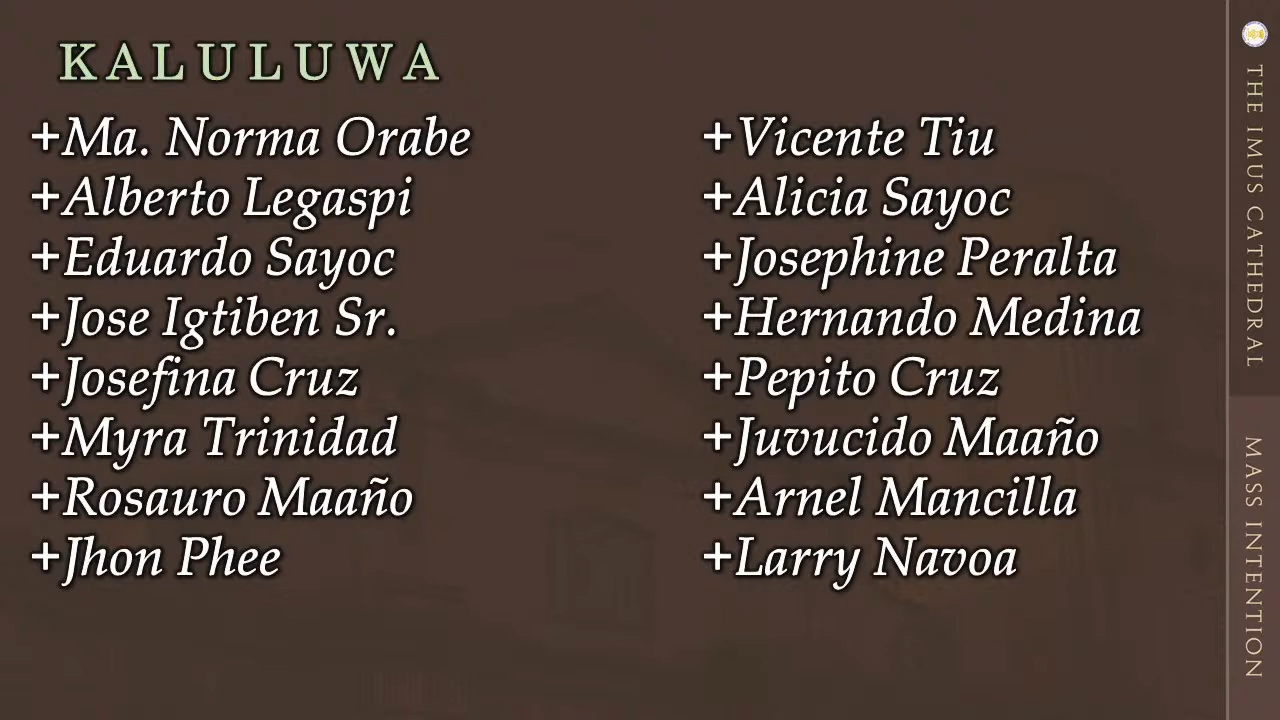 KALULUWA
+Ma. Norma Orabe
+Alberto Legaspi
+Eduardo Sayoc
+Jose Igtiben Sr.
+Josefina Cruz
+Myra Trinidad
+Rosauro Maaño
+Jhon Phee
+Vicente Tiu
+Alicia Sayoc
+Josephine Peralta
+Hernando Medina
+Pepito Cruz
+Juvucido Maaño
+Arnel Mancilla
+Larry Navoa
THE IMUS CATHEDRAL
MASS INTENTION